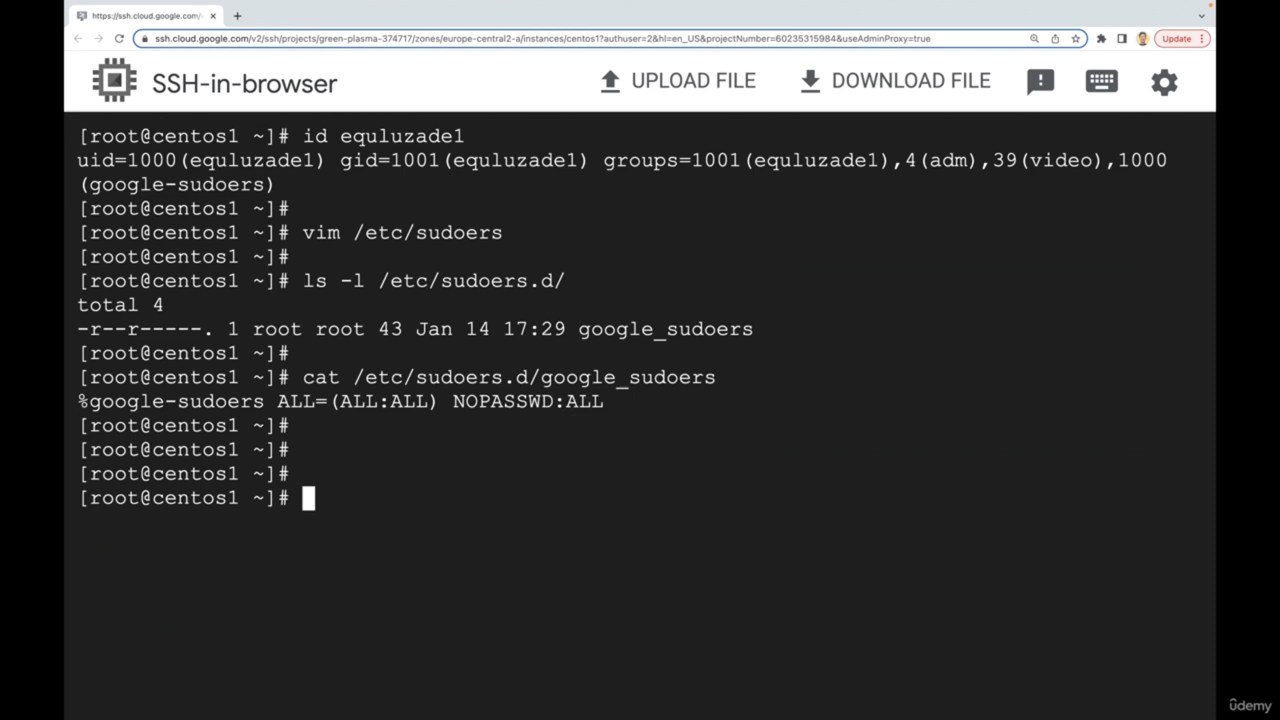 https://ssh.cloud.google.com/v
ssh.cloud.google.com/v2/ssh/projects/green-plasma-374717/zones/europe-central2-a/instances/centos1?authuser=2&hl=en_US&projectNumber=60235315984&useAdminProxy=true
Update
SSH-in-browser
UPLOAD FILE
DOWNLOAD FILE
[root@centos1 ~]# id equluzade1
uid=1000(equluzade1) gid=1001(equluzade1) groups=1001(equluzade1),4(adm),39(video),1000
(google-sudoers)
[root@centos1 ~]#
[root@centos1 ~]# vim /etc/sudoers
[root@centos1 ~]#
[root@centos1 ~]# ls -l /etc/sudoers.d/
total 4
-r--r-----. 1 root root 43 Jan 14 17:29 google_sudoers
[root@centos1 ~]#
[root@centos1 ~]# cat /etc/sudoers.d/google_sudoers
%google-sudoers ALL=(ALL:ALL) NOPASSWD:ALL
[root@centos1 ~]#
[root@centos1 ~]#
[root@centos1 ~]#
[root@centos1 ~]#
ûdemy